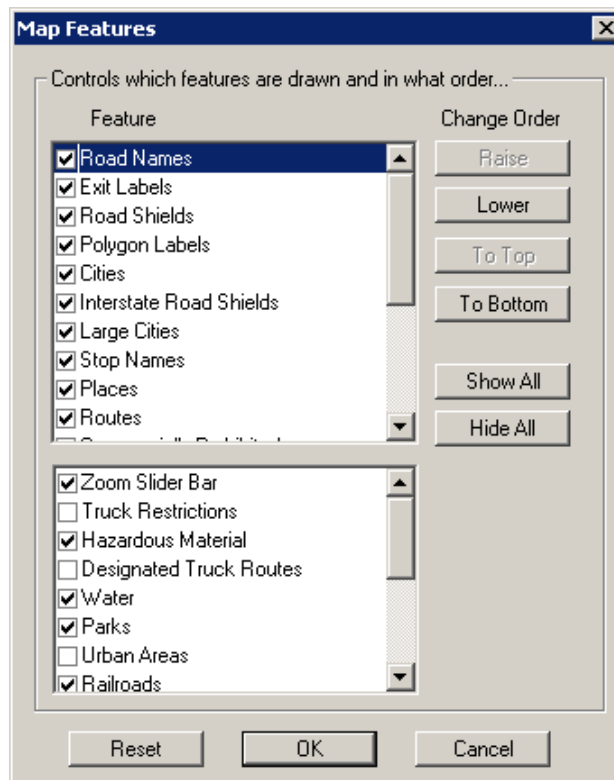 Map Features
Controls which features are drawn and in what order...
Feature
Change Order
Road Names
Exit Labels
Road Shields
Polygon Labels
Cities
Interstate Road Shields
Large Cities
Stop Names
Places
Routes
Raise
Lower
To Top
To Bottom
Show All
Hide All
Zoom Slider Bar
Truck Restrictions
Hazardous Material
Designated Truck Routes
Water
Parks
Urban Areas
Railroads
Reset
OK
Cancel